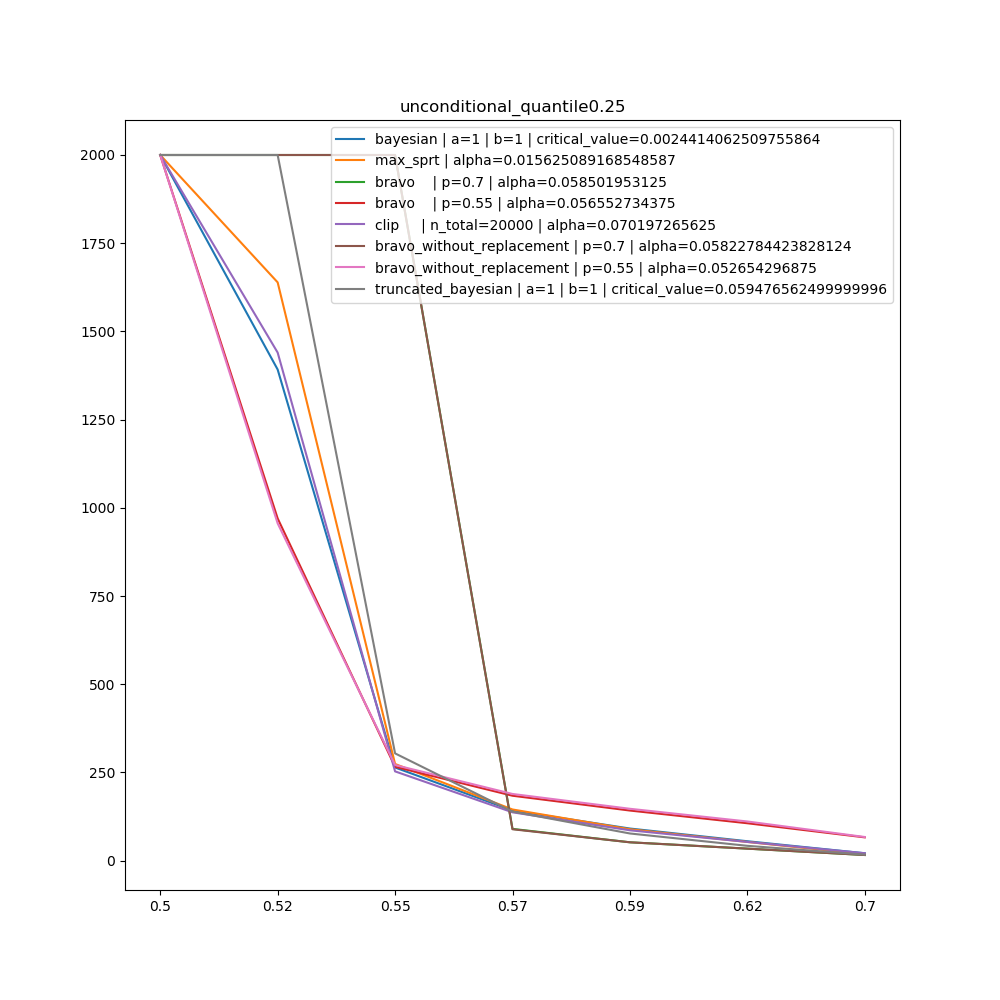 unconditional_quantile0.25
bayesian | a=1 | b=1 | critical_value=0.0024414062509755864
max_sprt | alpha=0.015625089168548587
bravo    | p=0.7 | alpha=0.058501953125
bravo    | p=0.55 | alpha=0.056552734375
clip     | n_total=20000 | alpha=0.070197265625
bravo_without_replacement | p=0.7 | alpha=0.05822784423828124
bravo_without_replacement | p=0.55 | alpha=0.052654296875
truncated_bayesian | a=1 | b=1 | critical_value=0.059476562499999996
2000
1750
1500
1250
1000
750
500
250
0
0.5 0.52 0.55 0.57 0.59 0.62 0.7